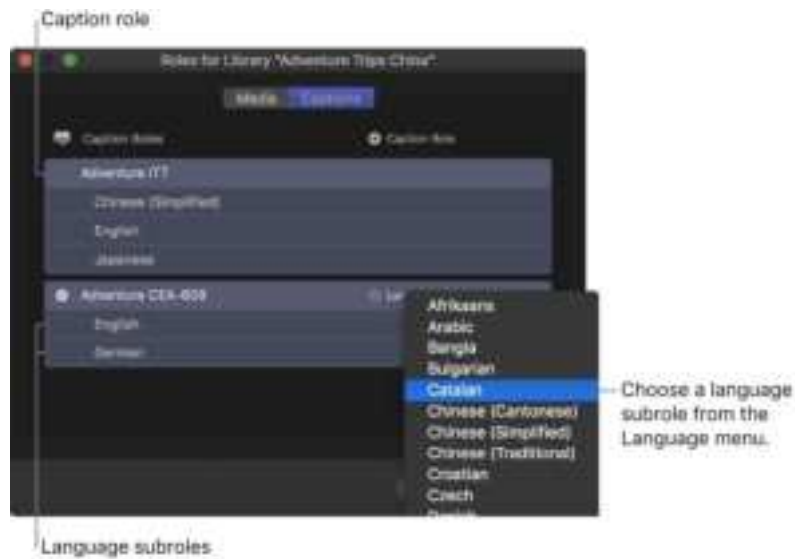 Caption role
Roles for Library "Adventure Trips China"
Media Captions
Caption Roles
Caption Role
Adventure iTT
Chinese (Simplified)
English
Japanese
Adventure CEA-608
English
German
Afrikaans
Arabic
Bangla
Bulgarian
Catalan
Chinese (Cantonese)
Chinese (Simplified)
Chinese (Traditional)
Croatian
Czech
Choose a language
subrole from the
Language menu.
Language subroles